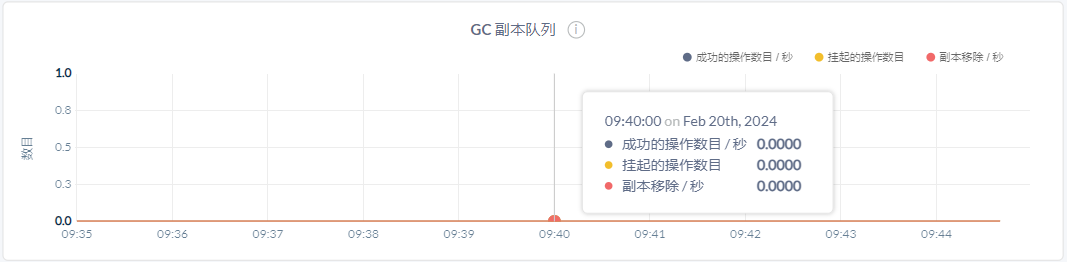 GC 副本队列 ⓘ
成功的操作数目 / 秒 挂起的操作数目 副本移除 / 秒
1.0
0.8
0.5
0.3
0.0
数目
09:40:00 on Feb 20th, 2024
成功的操作数目 / 秒 0.0000
挂起的操作数目 0.0000
副本移除 / 秒 0.0000
09:35 09:36 09:37 09:38 09:39 09:40 09:41 09:42 09:43 09:44